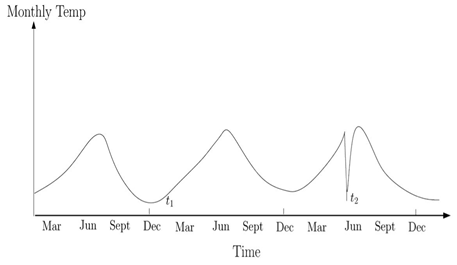 Monthly Temp
t1
t2
Mar Jun Sept Dec Mar Jun Sept Dec Mar Jun Sept Dec
Time